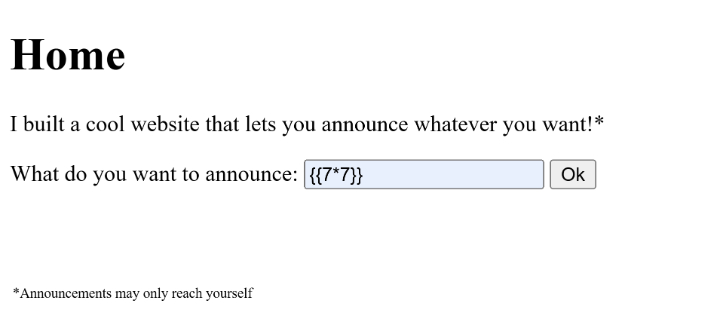 Home
I built a cool website that lets you announce whatever you want!*
What do you want to announce: {{7*7}} Ok
*Announcements may only reach yourself